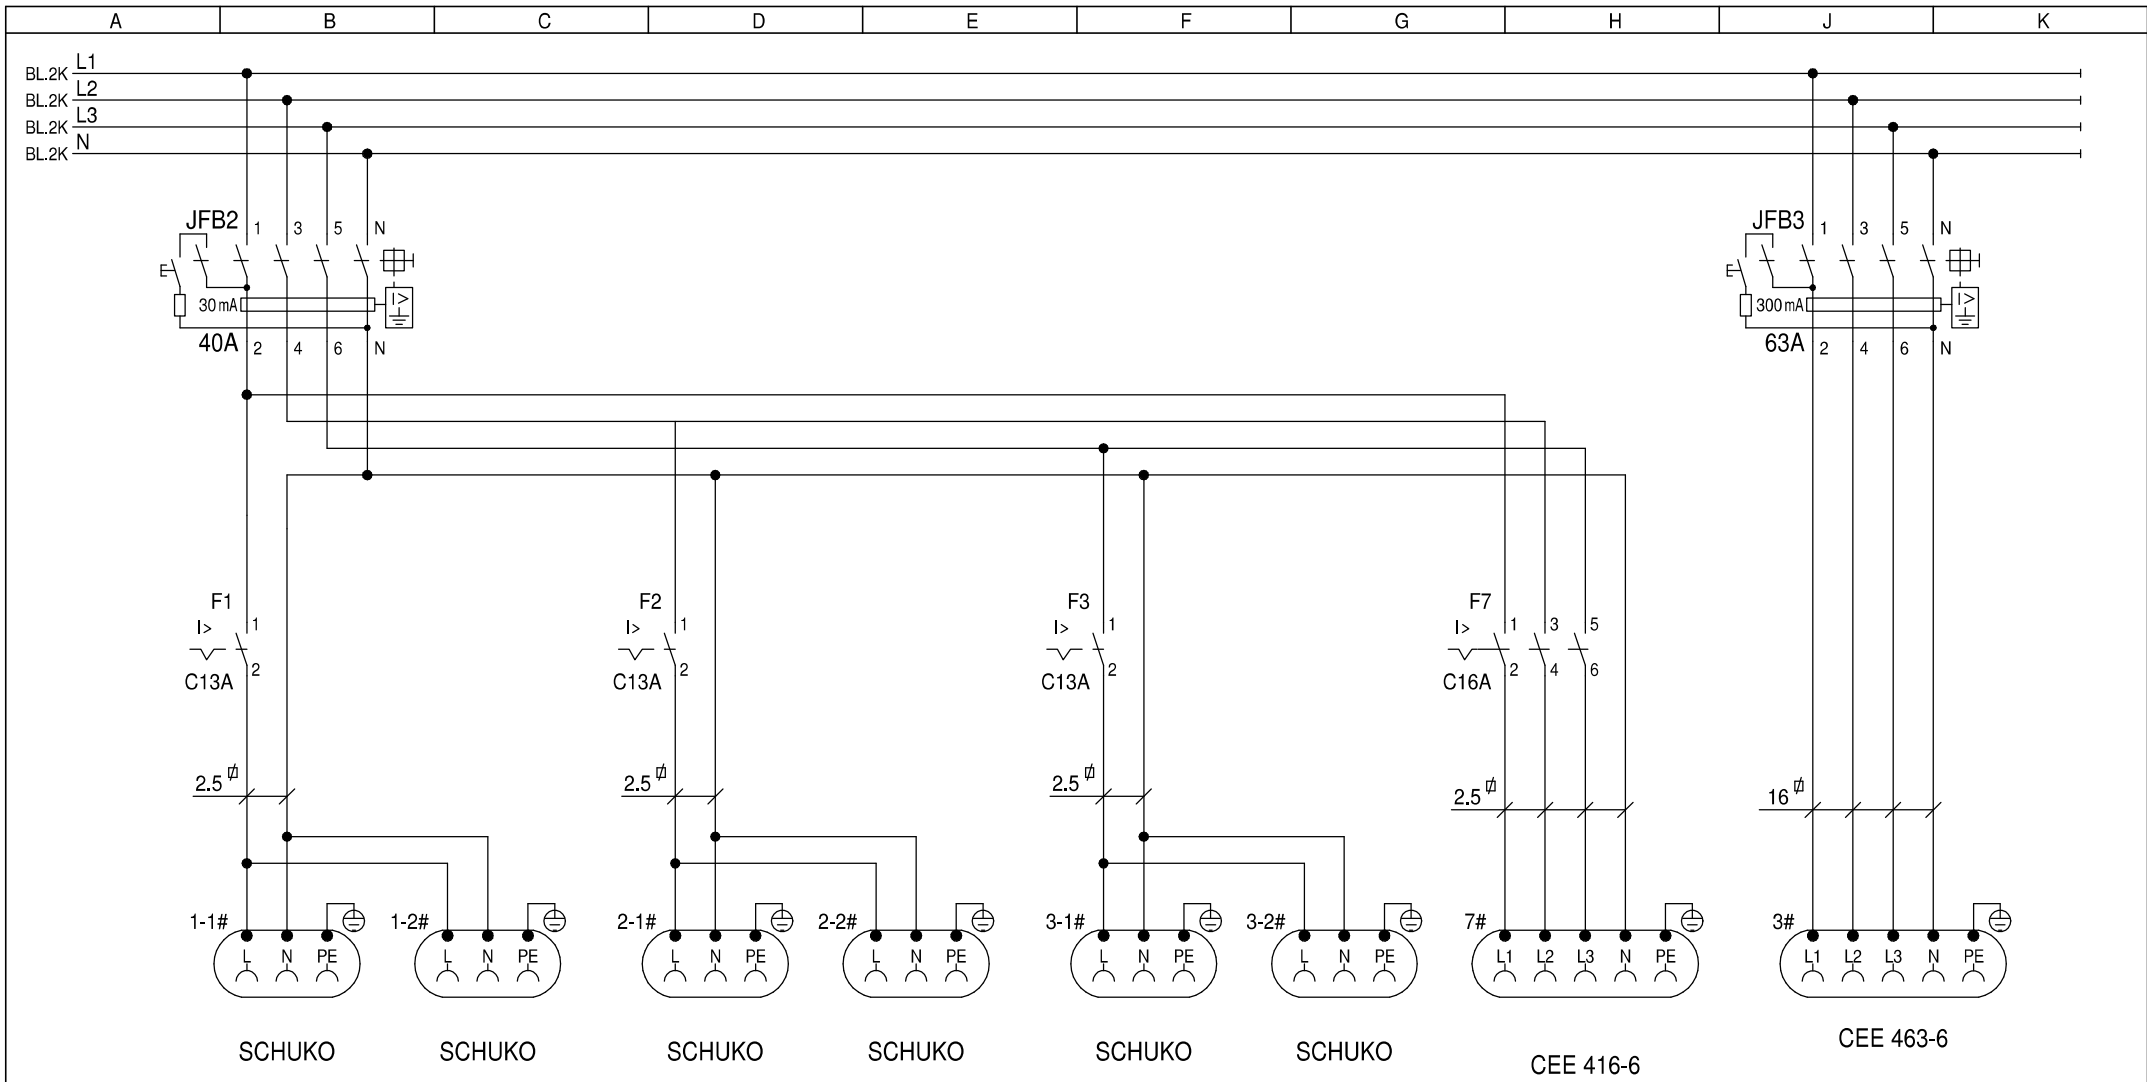 A B C D E F G H J K
BL.2K L1
BL.2K L2
BL.2K L3
BL.2K N
JFB2 1 3 5 N
JFB3 1 3 5 N
30 mA I>
300 mA I>
40A 2 4 6 N
63A 2 4 6 N
F1 F2 F3 F7
I> 1 I> 1 I> 1 I> 1 3 5
C13A 2 C13A 2 C13A 2 C16A 2 4 6
2.5 2.5 2.5 2.5 16
1-1# 1-2# 2-1# 2-2# 3-1# 3-2# 7# 3#
L N PE L N PE L N PE L N PE L N PE L N PE L1 L2 L3 N PE L1 L2 L3 N PE
SCHUKO SCHUKO SCHUKO SCHUKO SCHUKO SCHUKO CEE 416-6 CEE 463-6